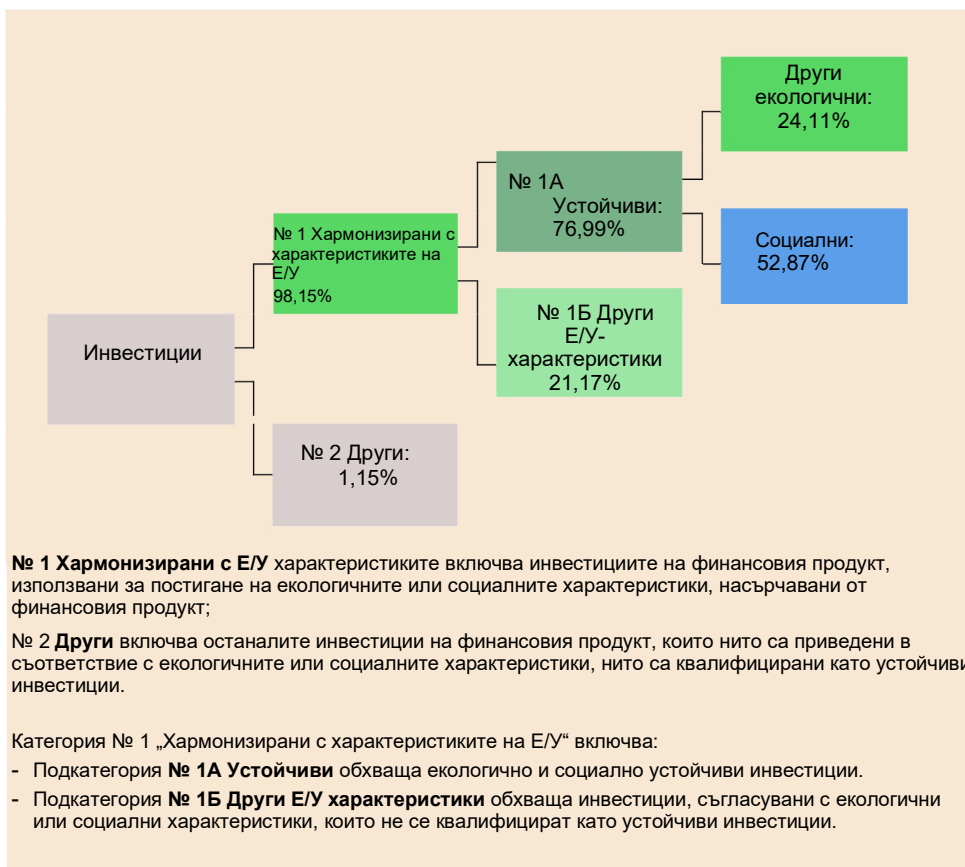 Други
екологични:
24,11%
№ 1А
Устойчиви:
76,99%
Социални:
52,87%
№ 1 Хармонизирани с
характеристиките на
Е/У
98,15%
№ 1Б Други
Е/У-
характеристики
21,17%
Инвестиции
№ 2 Други:
1,15%
№ 1 Хармонизирани с Е/У характеристиките включва инвестициите на финансовия продукт,
използвани за постигане на екологичните или социалните характеристики, насърчавани от
финансовия продукт;
№ 2 Други включва останалите инвестиции на финансовия продукт, които нито са приведени в
съответствие с екологичните или социалните характеристики, нито са квалифицирани като устойчиви
инвестиции.
Категория № 1 „Хармонизирани с характеристиките на Е/У“ включва:
- Подкатегория № 1А Устойчиви обхваща екологично и социално устойчиви инвестиции.
- Подкатегория № 1Б Други Е/У характеристики обхваща инвестиции, съгласувани с екологични
или социални характеристики, които не се квалифицират като устойчиви инвестиции.